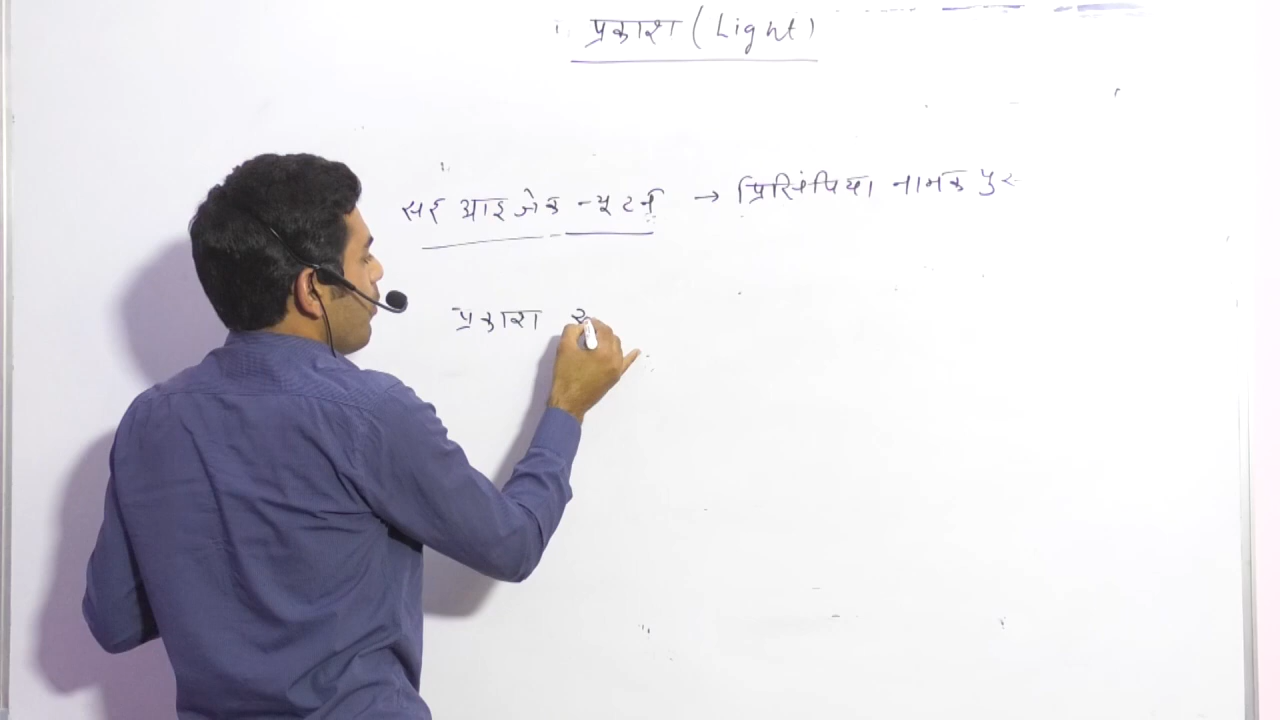 प्रकाश (Light)
सर आइजेक न्यूटन → प्रिसिंपिया नामक पुस
प्रकाश